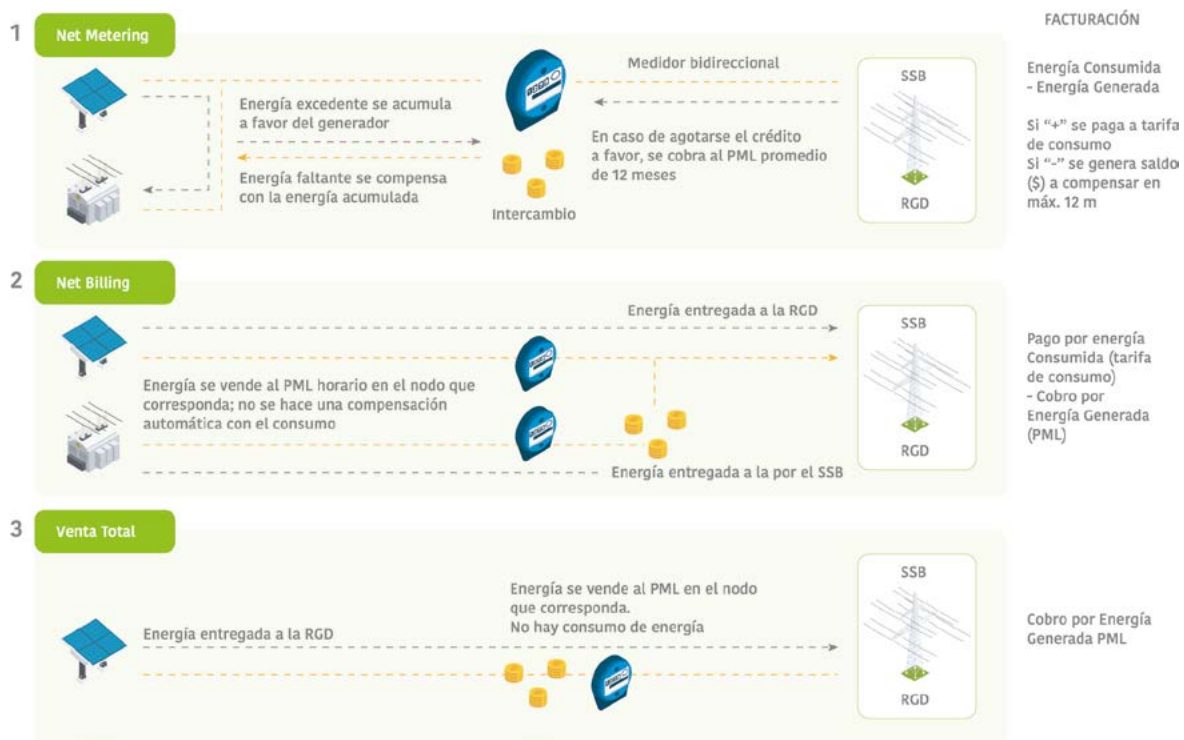 FACTURACIÓN
1
Net Metering
Energía excedente se acumula
a favor del generador
Energía faltante se compensa
con la energía acumulada
Intercambio
Medidor bidireccional
En caso de agotarse el crédito
a favor, se cobra al PML promedio
de 12 meses
SSB
RGD
Energía Consumida
- Energía Generada
Si “+” se paga a tarifa
de consumo
Si “-” se genera saldo
($) a compensar en
máx. 12 m
2
Net Billing
Energía entregada a la RGD
Energía se vende al PML horario en el nodo que
corresponda; no se hace una compensación
automática con el consumo
Energía entregada a la por el SSB
SSB
RGD
Pago por energía
Consumida (tarifa
de consumo)
- Cobro por
Energía Generada
(PML)
3
Venta Total
Energía entregada a la RGD
Energía se vende al PML en el nodo
que corresponda.
No hay consumo de energía
SSB
RGD
Cobro por Energía
Generada PML